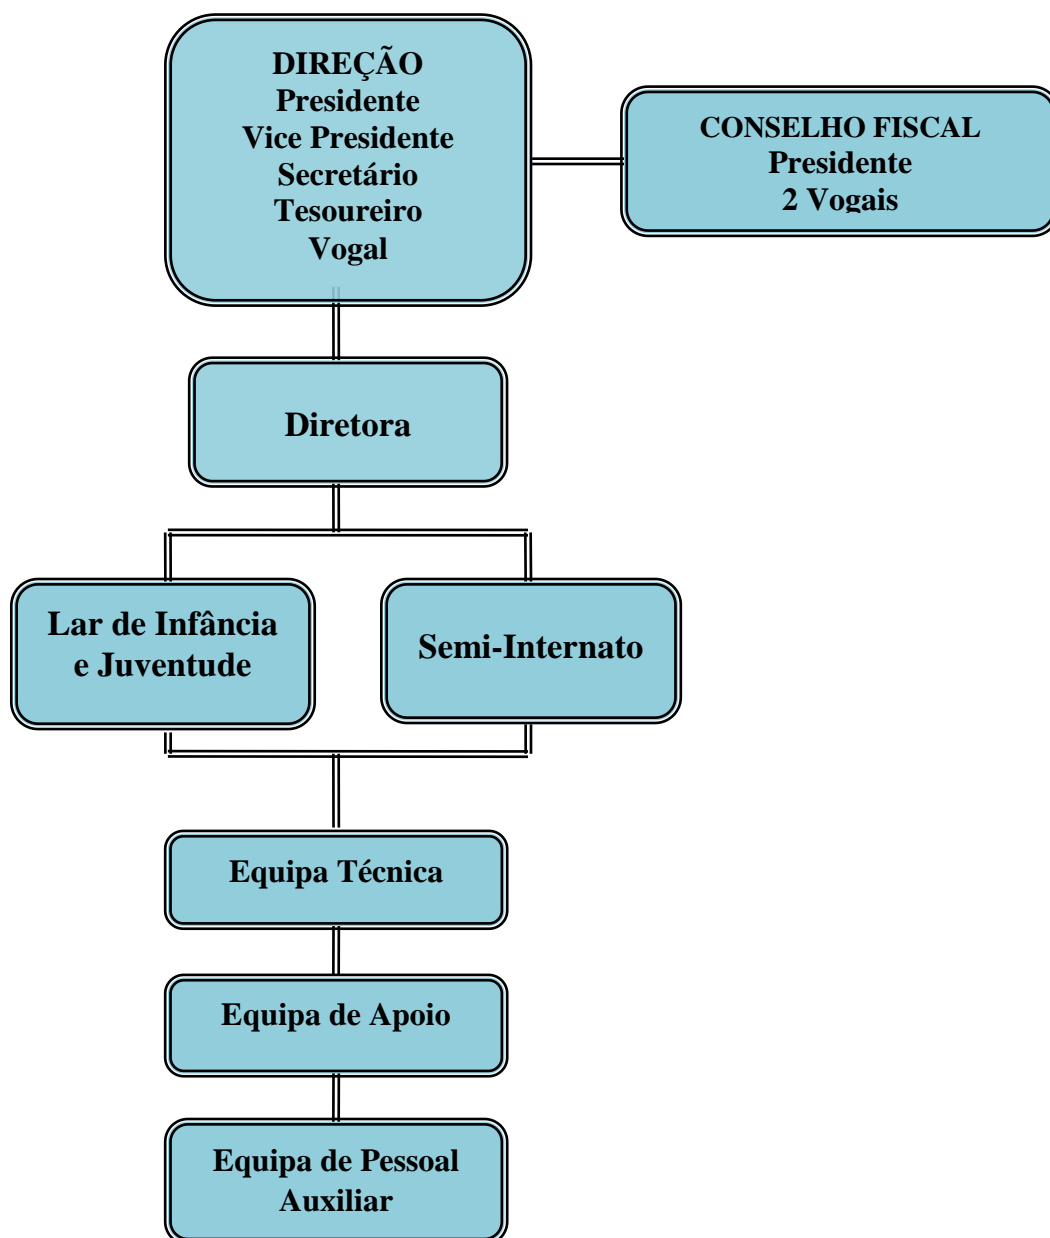 DIREÇÃO
Presidente
Vice Presidente
Secretário
Tesoureiro
Vogal
CONSELHO FISCAL
Presidente
2 Vogais
Diretora
Lar de Infância
e Juventude
Semi-Internato
Equipa Técnica
Equipa de Apoio
Equipa de Pessoal
Auxiliar